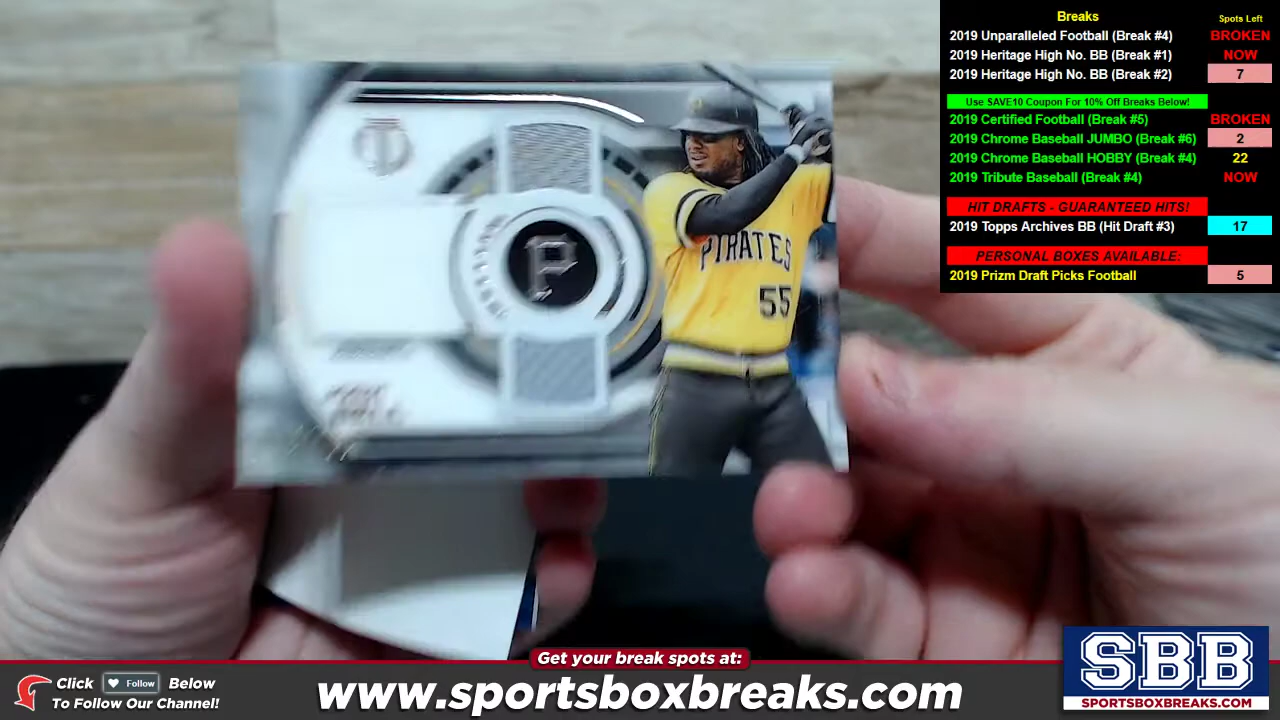 Breaks Spots Left
2019 Unparalleled Football (Break #4) BROKEN
2019 Heritage High No. BB (Break #1) NOW
2019 Heritage High No. BB (Break #2) 7
Use SAVE10 Coupon For 10% Off Breaks Below!
2019 Certified Football (Break #5) BROKEN
2019 Chrome Baseball JUMBO (Break #6) 2
2019 Chrome Baseball HOBBY (Break #4) 22
2019 Tribute Baseball (Break #4) NOW
HIT DRAFTS - GUARANTEED HITS!
2019 Topps Archives BB (Hit Draft #3) 17
PERSONAL BOXES AVAILABLE:
2019 Prizm Draft Picks Football 5
P
PIRATES
55
Get your break spots at:
Click Follow Below
To Follow Our Channel!
www.sportsboxbreaks.com
SBB
SPORTSBOXBREAKS.COM